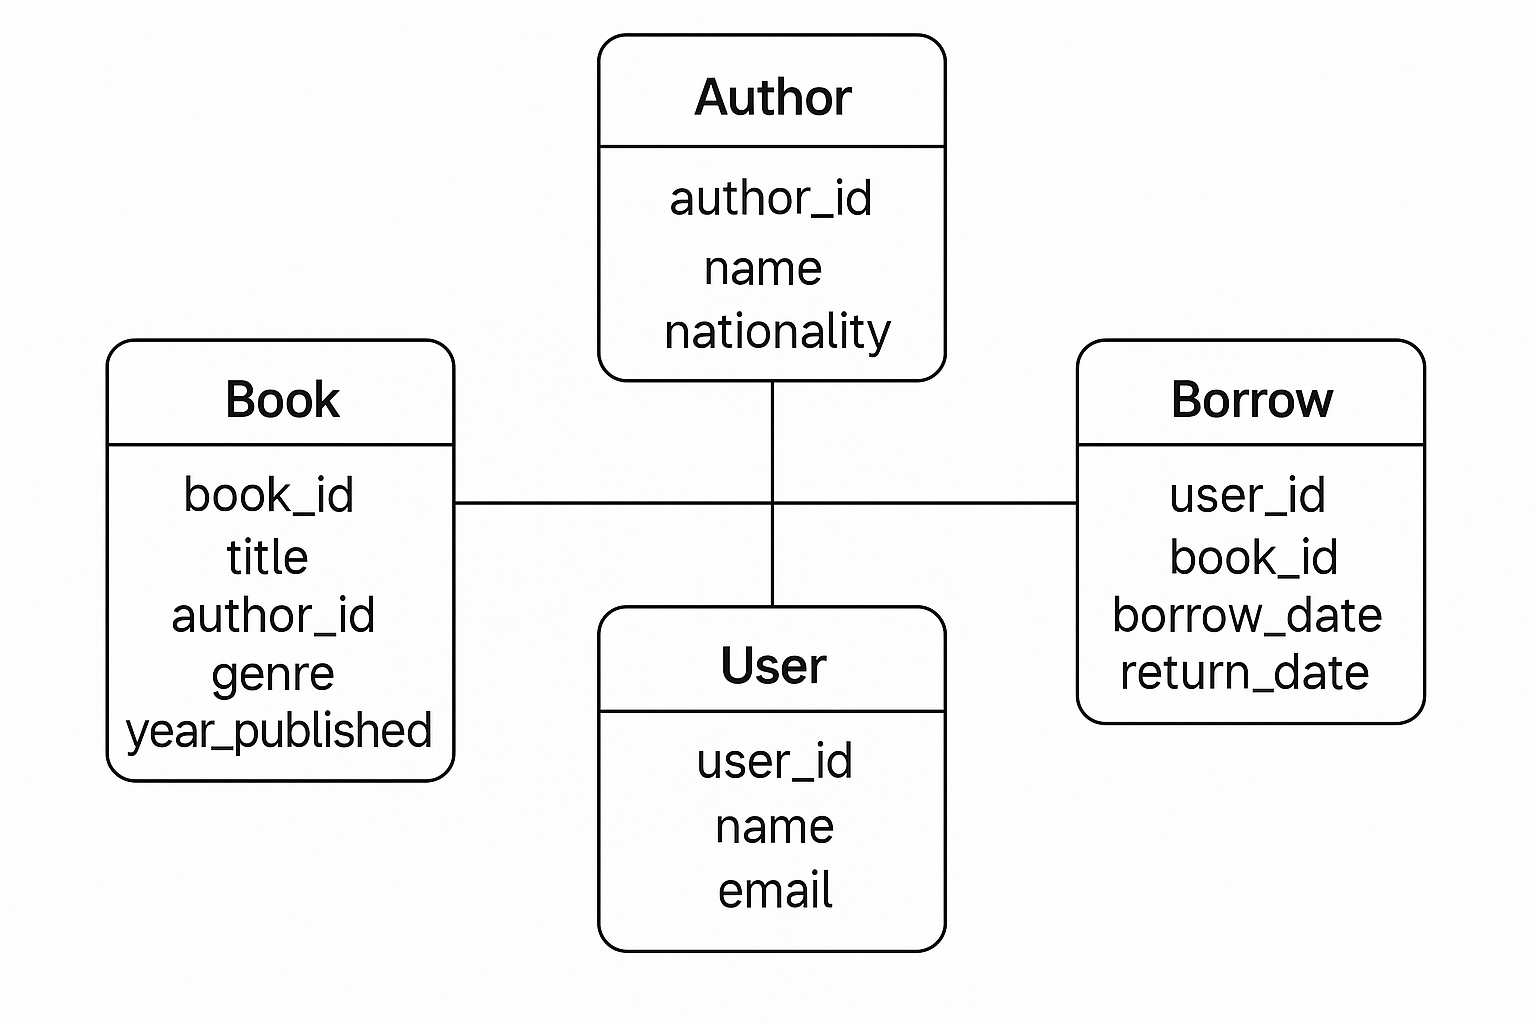 Author
author_id
name
nationality
Book
book_id
title
author_id
genre
year_published
Borrow
user_id
book_id
borrow_date
return_date
User
user_id
name
email